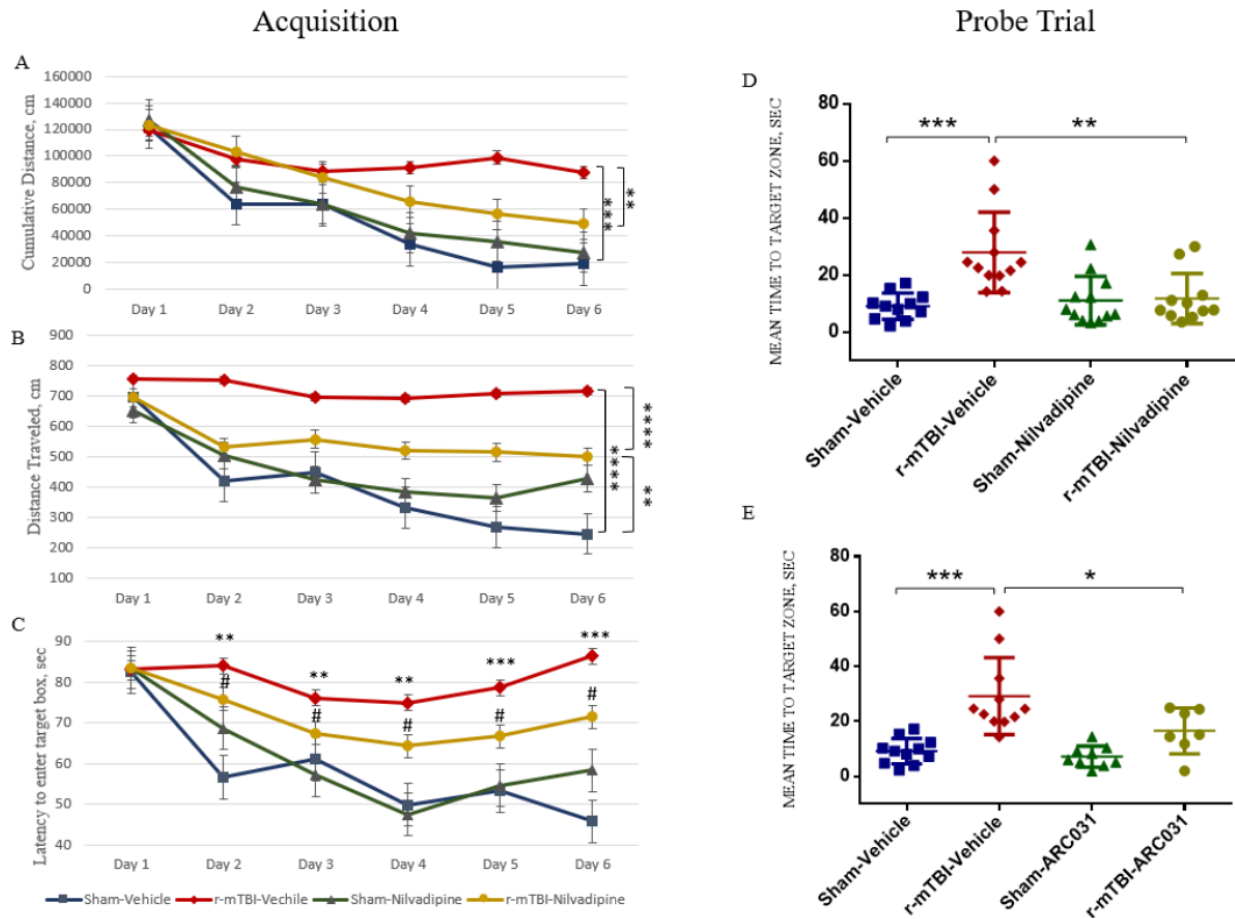 Acquisition
Probe Trial
A
Cumulative Distance, cm
160000
140000
120000
100000
80000
60000
40000
20000
0
Day 1 Day 2 Day 3 Day 4 Day 5 Day 6
***
**
B
Distance Traveled, cm
900
800
700
600
500
400
300
200
100
Day 1 Day 2 Day 3 Day 4 Day 5 Day 6
****
****
**
C
Latency to enter target box, sec
90
80
70
60
50
40
** ** ** *** ***
# # # # #
Day 1 Day 2 Day 3 Day 4 Day 5 Day 6
Sham-Vehicle r-mTBI-Vechile Sham-Nilvadipine r-mTBI-Nilvadipine
D
MEAN TIME TO TARGET ZONE, SEC
80
60
40
20
0
*** **
Sham-Vehicle
r-mTBI-Vehicle
Sham-Nilvadipine
r-mTBI-Nilvadipine
E
MEAN TIME TO TARGET ZONE, SEC
80
60
40
20
0
*** *
Sham-Vehicle
r-mTBI-Vehicle
Sham-ARC031
r-mTBI-ARC031